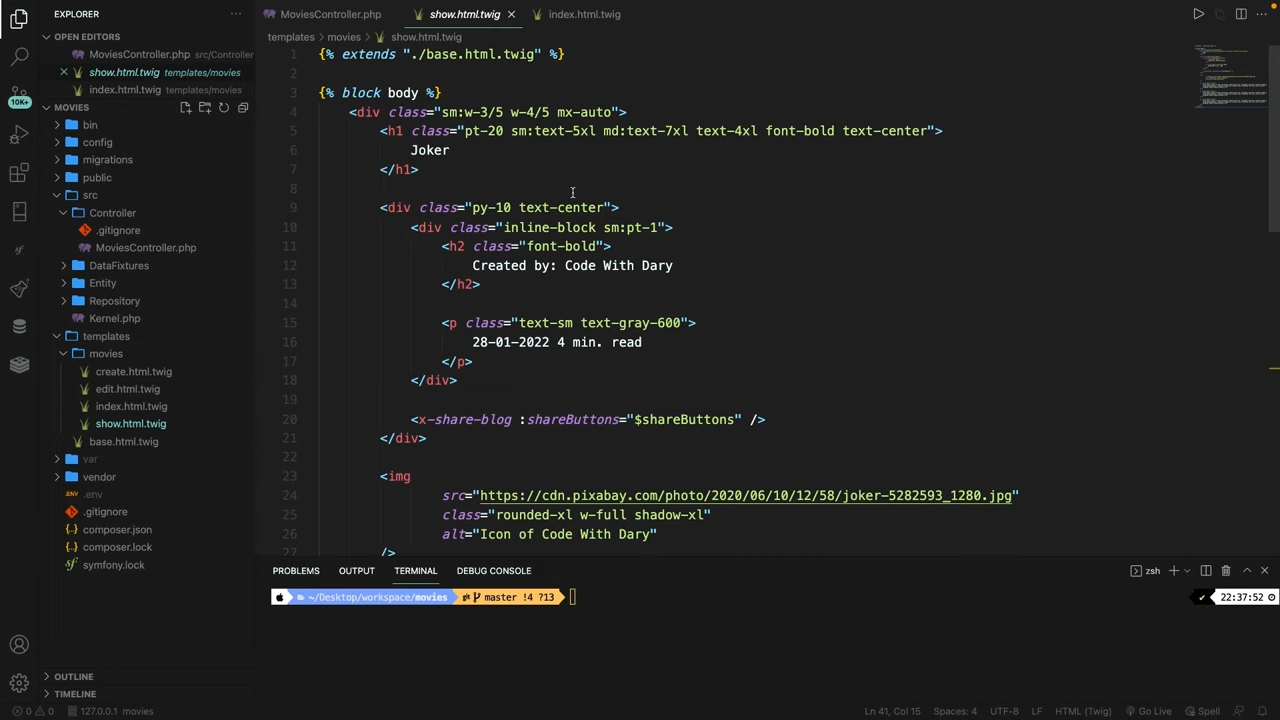 EXPLORER
OPEN EDITORS
MoviesController.php src/Controller
show.html.twig templates/movies
index.html.twig templates/movies
MOVIES
bin
config
migrations
public
src
Controller
.gitignore
MoviesController.php
DataFixtures
Entity
Repository
Kernel.php
templates
movies
create.html.twig
edit.html.twig
index.html.twig
show.html.twig
base.html.twig
var
vendor
.env
.gitignore
composer.json
composer.lock
symfony.lock
OUTLINE
TIMELINE
10K+
MoviesController.php
show.html.twig
index.html.twig
templates > movies > show.html.twig
1 {% extends "./base.html.twig" %}
2
3 {% block body %}
4 <div class="sm:w-3/5 w-4/5 mx-auto">
5 <h1 class="pt-20 sm:text-5xl md:text-7xl text-4xl font-bold text-center">
6 Joker
7 </h1>
8
9 <div class="py-10 text-center">
10 <div class="inline-block sm:pt-1">
11 <h2 class="font-bold">
12 Created by: Code With Dary
13 </h2>
14
15 <p class="text-sm text-gray-600">
16 28-01-2022 4 min. read
17 </p>
18 </div>
19
20 <x-share-blog :shareButtons="$shareButtons" />
21 </div>
22
23 <img
24 src="https://cdn.pixabay.com/photo/2020/06/10/12/58/joker-5282593_1280.jpg"
25 class="rounded-xl w-full shadow-xl"
26 alt="Icon of Code With Dary"
27 />
PROBLEMS OUTPUT TERMINAL DEBUG CONSOLE
zsh
~/Desktop/workspace/movies master !4 ?13
22:37:52
0 0 127.0.0.1 movies
Ln 41, Col 15 Spaces: 4 UTF-8 LF HTML (Twig) Go Live Spell